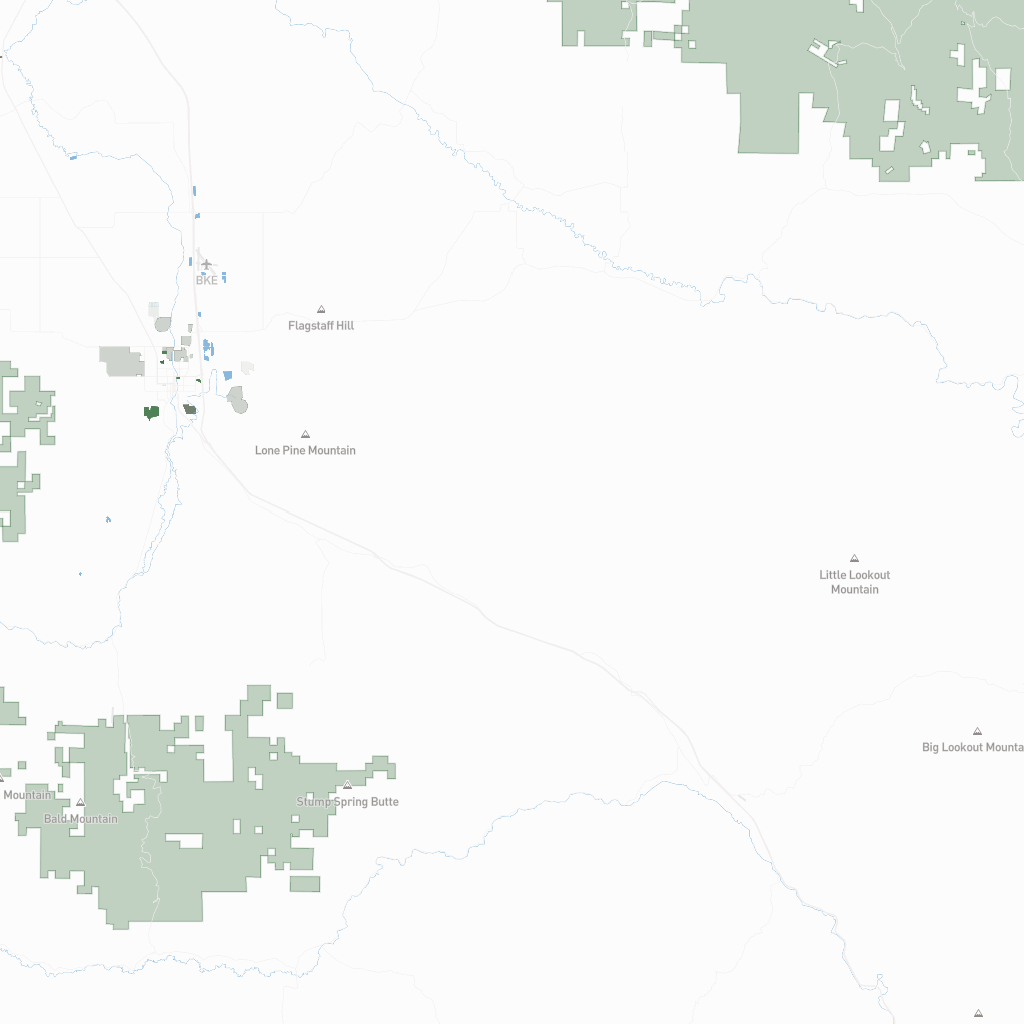 BKE
Flagstaff Hill
Lone Pine Mountain
Little Lookout
Mountain
Big Lookout Mounta
Mountain
Stump Spring Butte
Bald Mountain